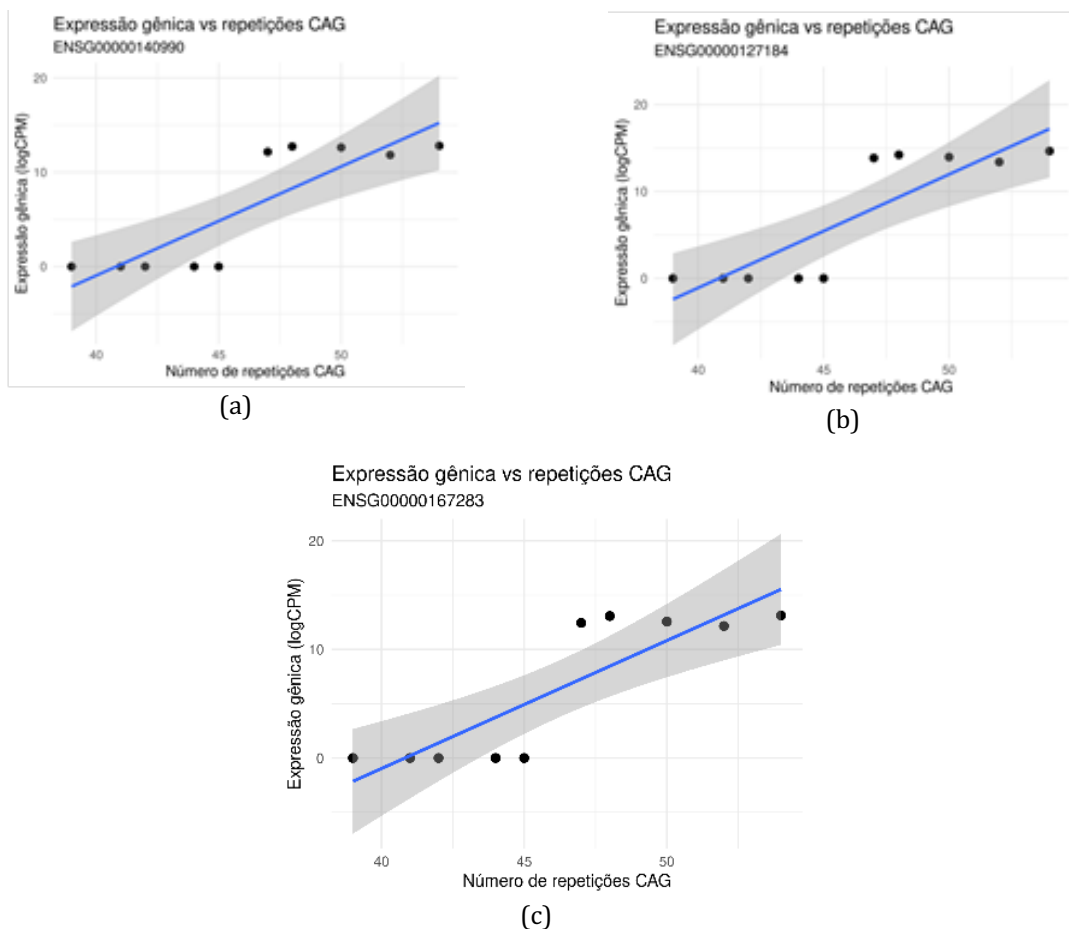 Expressão gênica vs repetições CAG
ENSG00000140990
20
10
0
Expressão gênica (logCPM)
40 45 50
Número de repetições CAG
(a)
Expressão gênica vs repetições CAG
ENSG00000127184
20
10
0
Expressão gênica (logCPM)
40 45 50
Número de repetições CAG
(b)
Expressão gênica vs repetições CAG
ENSG00000167283
20
10
0
Expressão gênica (logCPM)
40 45 50
Número de repetições CAG
(c)